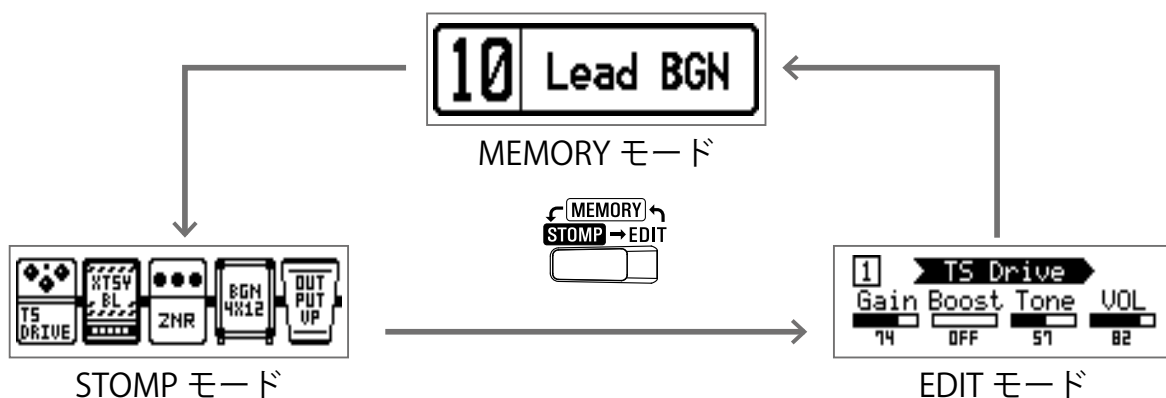 10 Lead BGN
MEMORY モード
MEMORY
STOMP → EDIT
TS DRIVE
XTSY BL
ZNR
BGN 4X12
OUT PUT VP
STOMP モード
1 TS Drive
Gain Boost Tone VOL
74 OFF 57 82
EDIT モード